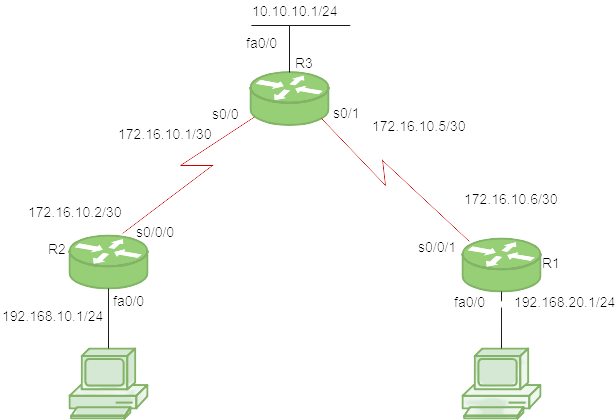 10.10.10.1/24
fa0/0
R3
s0/0
s0/1
172.16.10.1/30
172.16.10.5/30
172.16.10.2/30
172.16.10.6/30
s0/0/0
R2
s0/0/1
R1
fa0/0
fa0/0
192.168.20.1/24
192.168.10.1/24